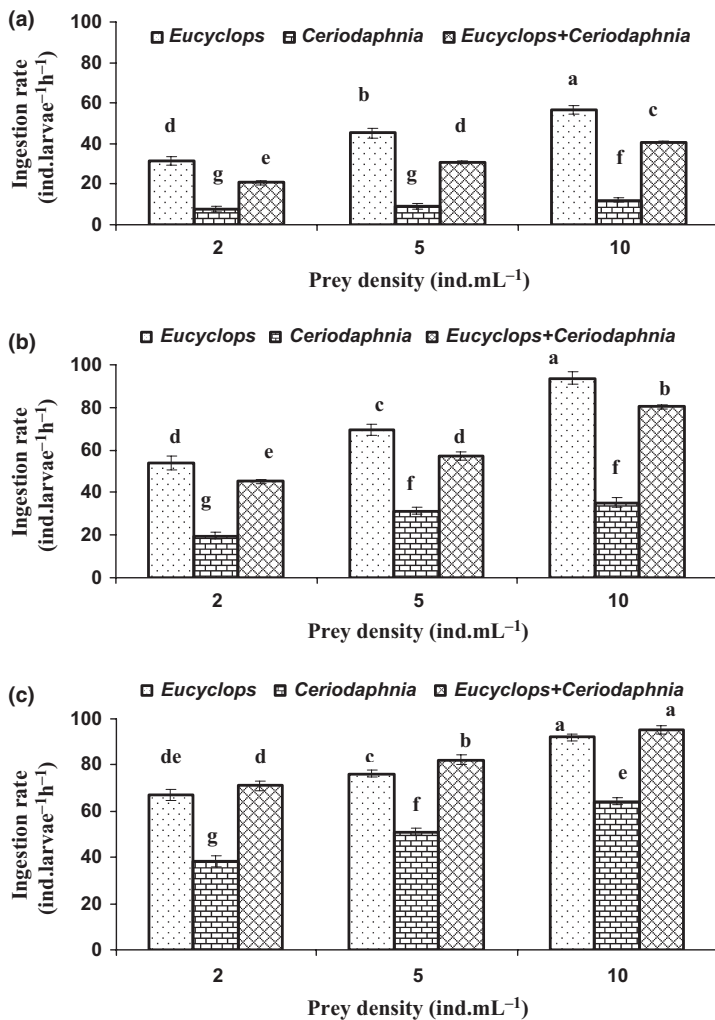 (a)
Eucyclops Ceriodaphnia Eucyclops+Ceriodaphnia
Ingestion rate
(ind.larvae⁻¹h⁻¹)
100
80
60
40
20
0
d
g
e
b
g
d
a
f
c
2 5 10
Prey density (ind.mL⁻¹)
(b)
Eucyclops Ceriodaphnia Eucyclops+Ceriodaphnia
Ingestion rate
(ind.larvae⁻¹h⁻¹)
100
80
60
40
20
0
d
g
e
c
f
d
a
f
b
2 5 10
Prey density (ind.mL⁻¹)
(c)
Eucyclops Ceriodaphnia Eucyclops+Ceriodaphnia
Ingestion rate
(ind.larvae⁻¹h⁻¹)
100
80
60
40
20
0
de
g
d
c
f
b
a
e
a
2 5 10
Prey density (ind.mL⁻¹)